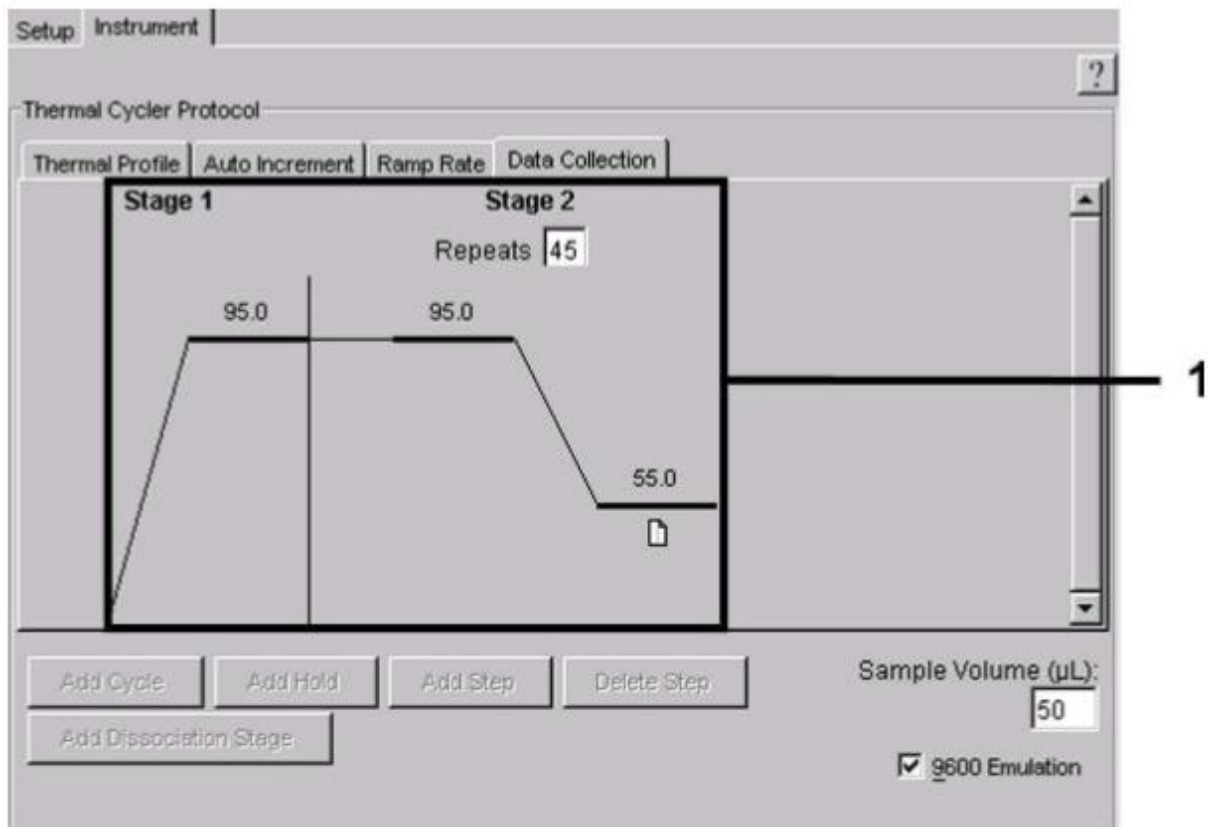 Setup Instrument
?
Thermal Cycler Protocol
Thermal Profile Auto Increment Ramp Rate Data Collection
Stage 1 Stage 2
Repeats 45
95.0 95.0
1
55.0
Add Cycle Add Hold Add Step Delete Step Sample Volume (µL):
50
Add Dissociation Stage
9600 Emulation